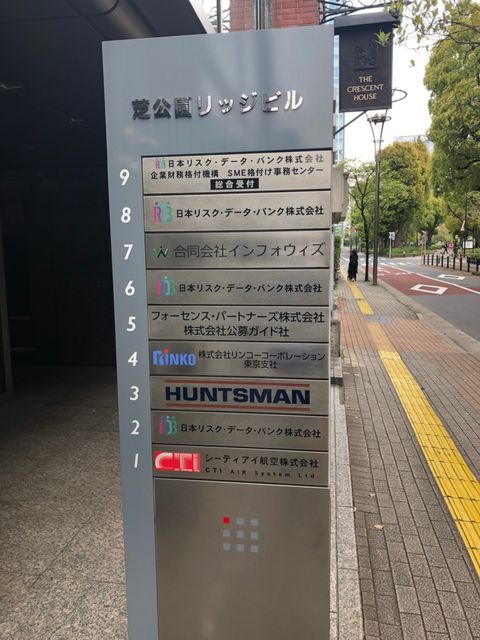 芝公園リッジビル
THE
CRESCENT
HOUSE
9
RDB 日本リスク・データ・バンク株式会社
企業財務格付機構 SME格付け事務センター
総合受付
8
RDB 日本リスク・データ・バンク株式会社
7
合同会社インフォウィズ
6
RDB 日本リスク・データ・バンク株式会社
5
フォーセンス・パートナーズ株式会社
株式会社公募ガイド社
4
RINKO 株式会社リンコーコーポレーション
東京支社
3
HUNTSMAN
2
RDB 日本リスク・データ・バンク株式会社
1
CTI シーティアイ航空株式会社
CTI AIR System Ltd.